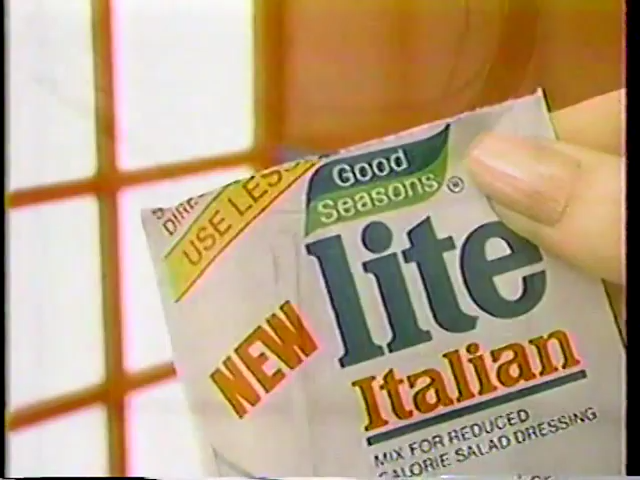 USE LESS
Good
Seasons®
lite
NEW
Italian
MIX FOR REDUCED
CALORIE SALAD DRESSING